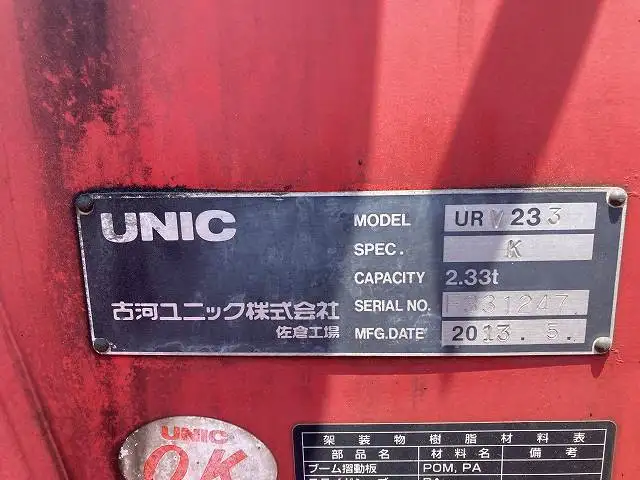 UNIC
MODEL URV233
SPEC. K
CAPACITY 2.33t
古河ユニック株式会社
SERIAL NO.
佐倉工場
MFG.DATE 2013. 5.
UNIC
OK
架装物樹脂材料表
部品名 材料名 備考
ブーム摺動板 POM, PA